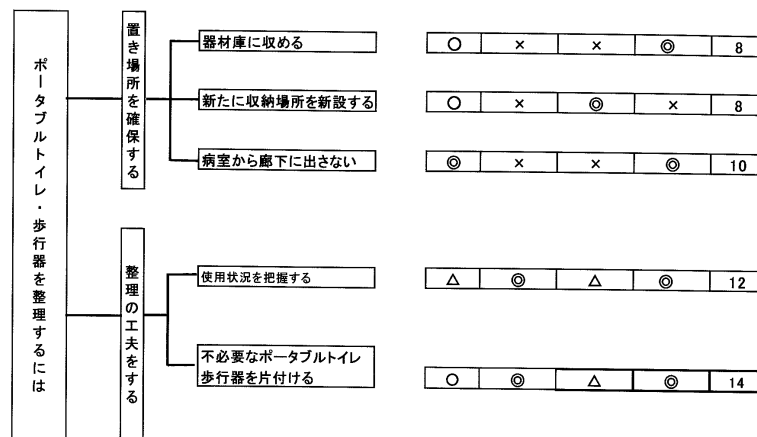 ポータブルトイレ・歩行器を整理するには
置き場所を確保する
器材庫に収める
○ × × ◎ 8
新たに収納場所を新設する
○ × ◎ × 8
病室から廊下に出さない
◎ × × ◎ 10
整理の工夫をする
使用状況を把握する
△ ◎ △ ◎ 12
不必要なポータブルトイレ
歩行器を片付ける
○ ◎ △ ◎ 14